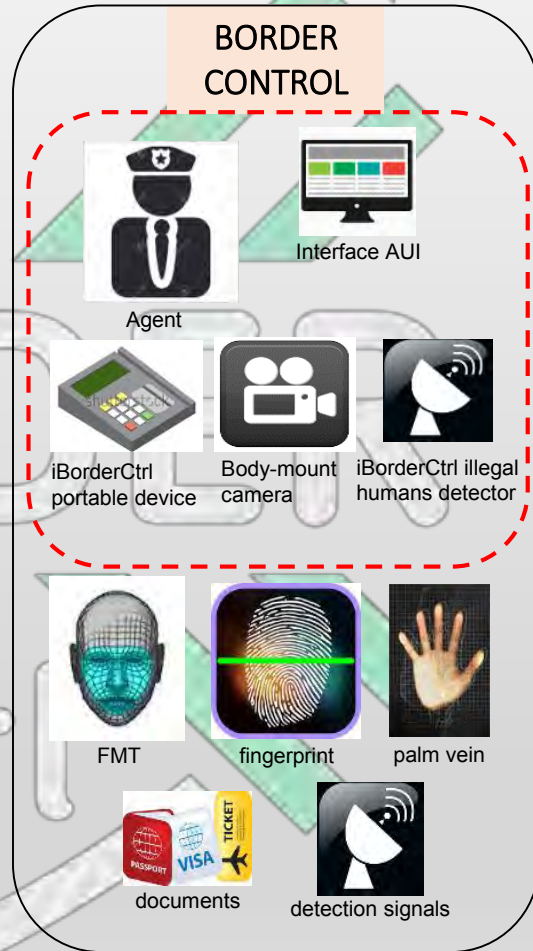 BORDER
CONTROL
Agent
Interface AUI
shutterstock
iBorderCtrl
portable device
Body-mount
camera
iBorderCtrl illegal
humans detector
FMT
fingerprint
palm vein
PASSPORT
VISA
TICKET
documents
detection signals